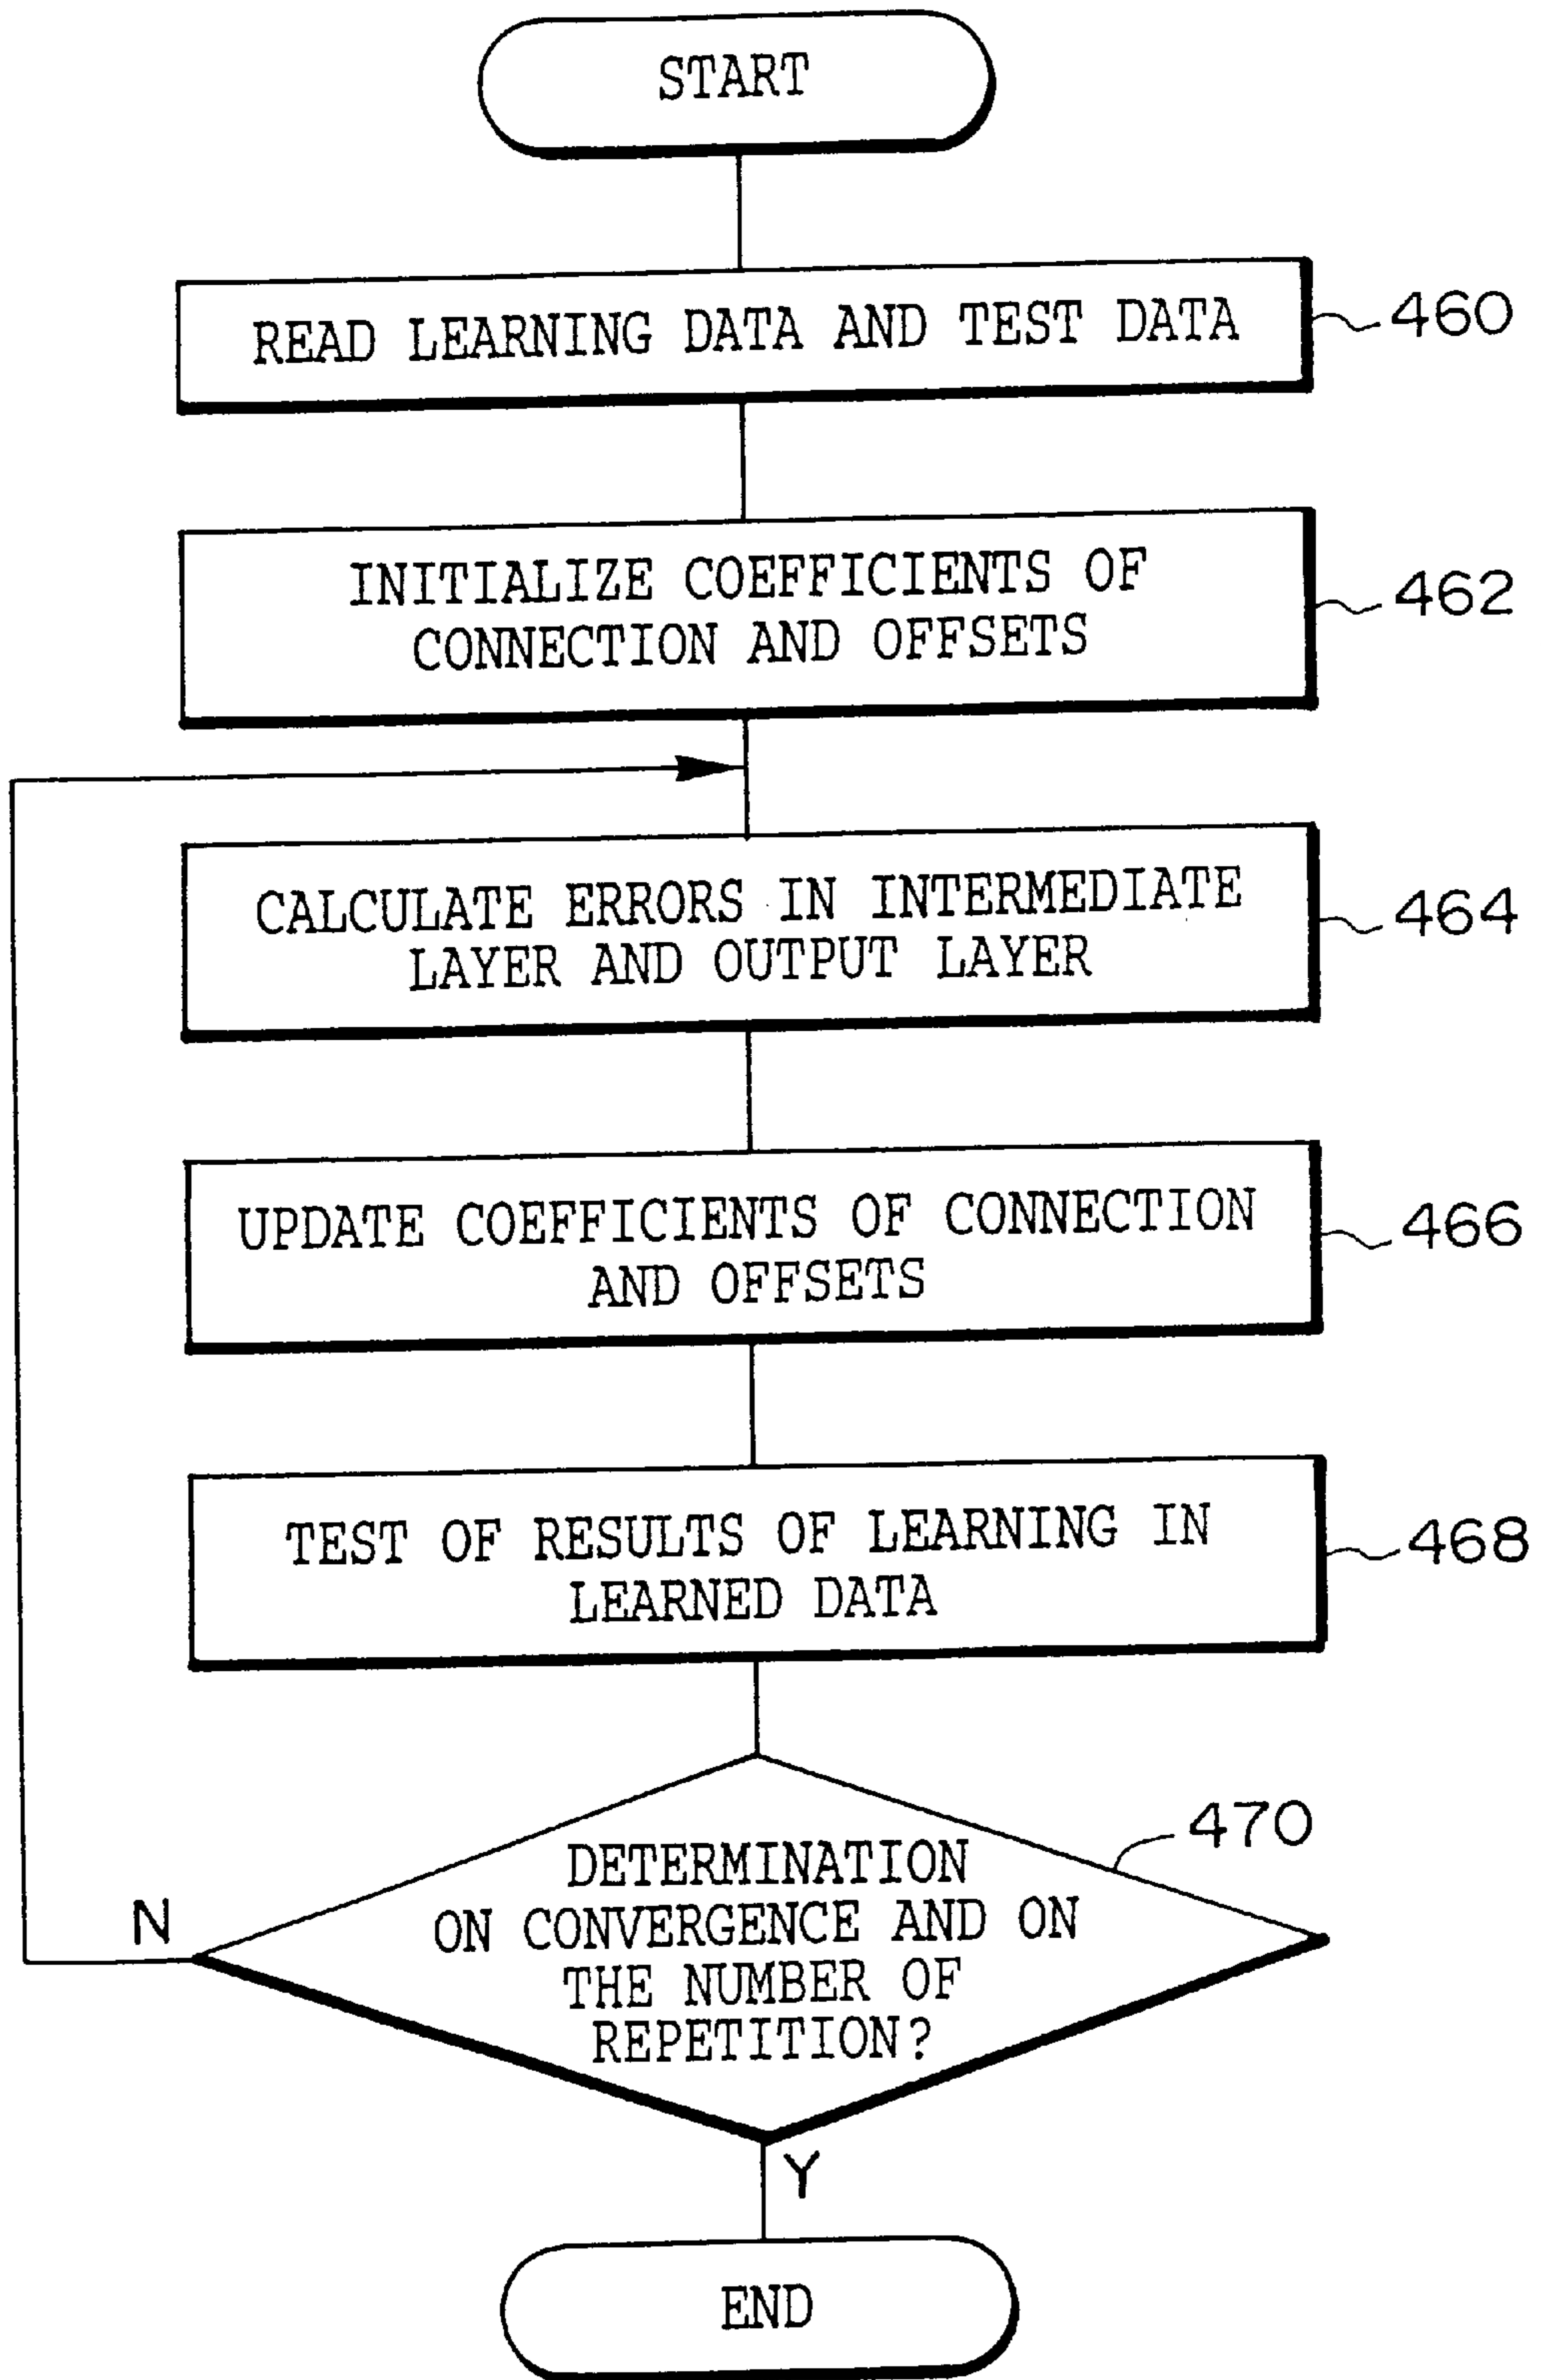 START
READ LEARNING DATA AND TEST DATA
460
INITIALIZE COEFFICIENTS OF
CONNECTION AND OFFSETS
462
CALCULATE ERRORS IN INTERMEDIATE
LAYER AND OUTPUT LAYER
464
UPDATE COEFFICIENTS OF CONNECTION
AND OFFSETS
466
TEST OF RESULTS OF LEARNING IN
LEARNED DATA
468
470
DETERMINATION
ON CONVERGENCE AND ON
THE NUMBER OF
REPETITION?
N
Y
END